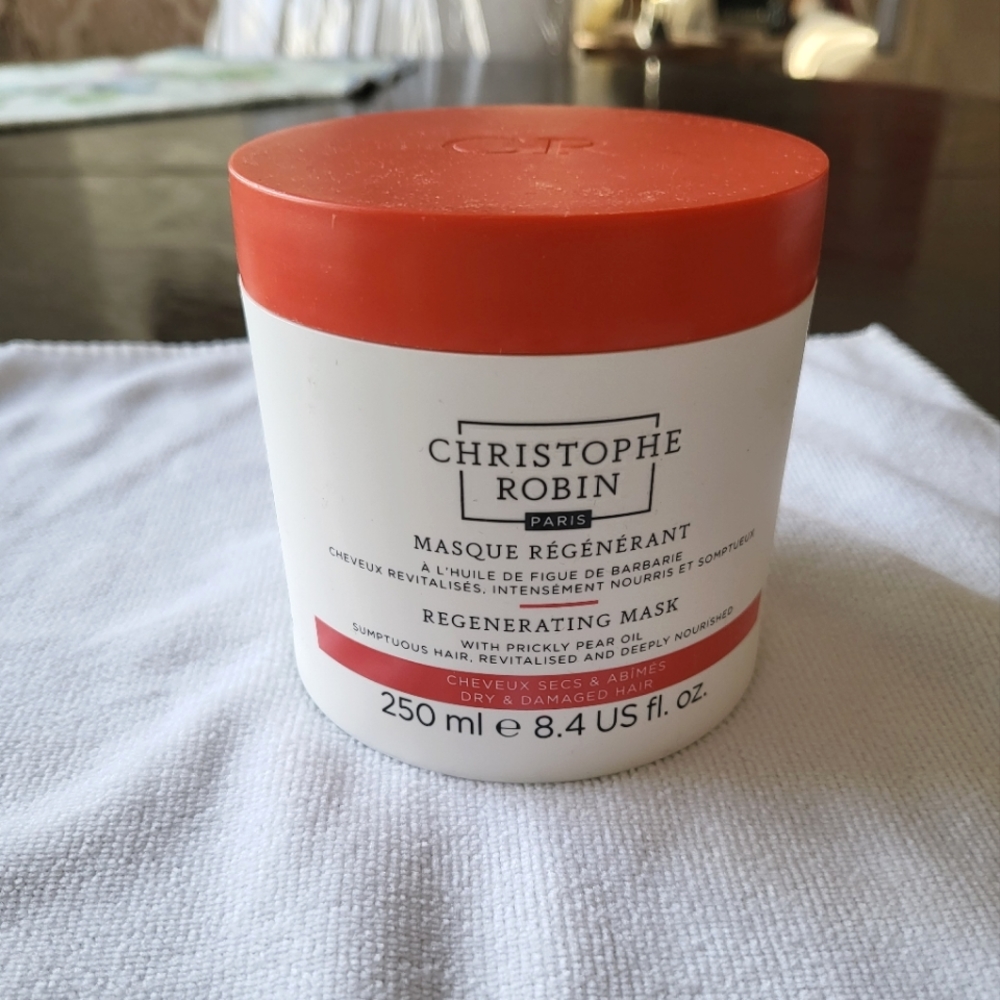 CR
CHRISTOPHE
ROBIN
PARIS
MASQUE RÉGÉNÉRANT
À L'HUILE DE FIGUE DE BARBARIE
CHEVEUX REVITALISÉS, INTENSÉMENT NOURRIS ET SOMPTUEUX
REGENERATING MASK
WITH PRICKLY PEAR OIL
SUMPTUOUS HAIR, REVITALISED AND DEEPLY NOURISHED
CHEVEUX SECS & ABÎMÉS
DRY & DAMAGED HAIR
250 ml e 8.4 US fl. oz.